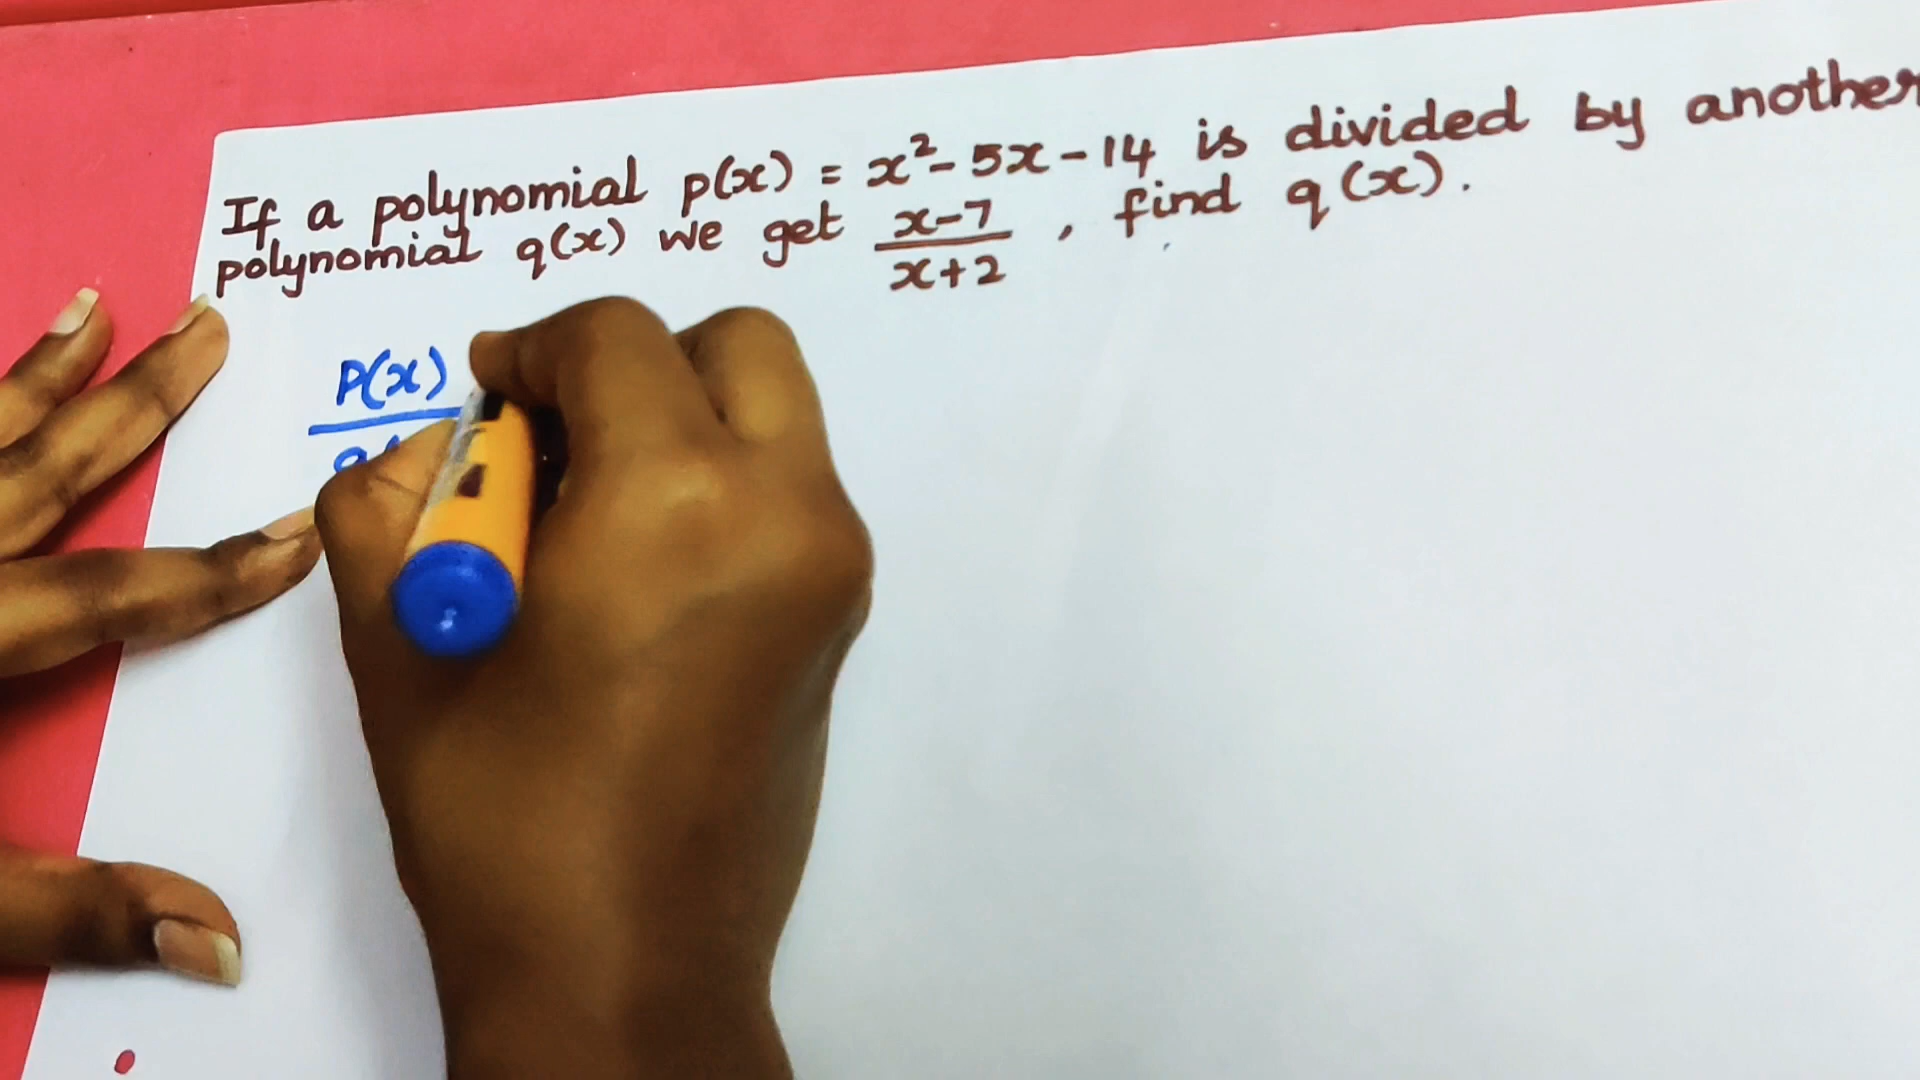 If a polynomial p(x) = x² - 5x - 14 is divided by another
polynomial q(x) we get x-7/x+2 , find q(x).
P(x)